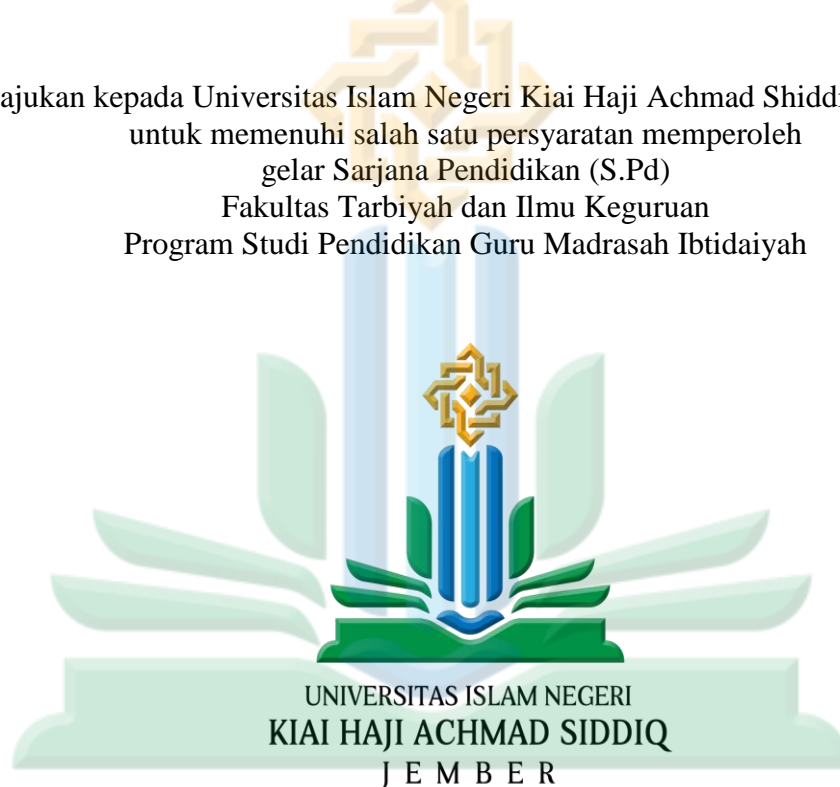 ajukan kepada Universitas Islam Negeri Kiai Haji Achmad Shidd
untuk memenuhi salah satu persyaratan memperoleh
gelar Sarjana Pendidikan (S.Pd)
Fakultas Tarbiyah dan Ilmu Keguruan
Program Studi Pendidikan Guru Madrasah Ibtidaiyah
UNIVERSITAS ISLAM NEGERI
KIAI HAJI ACHMAD SIDDIQ
JEMBER